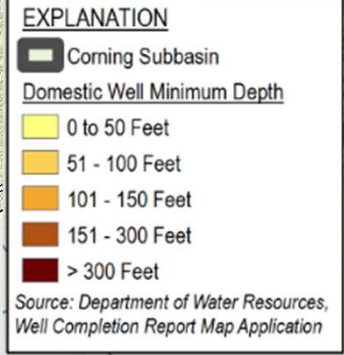 EXPLANATION
Corning Subbasin
Domestic Well Minimum Depth
0 to 50 Feet
51 - 100 Feet
101 - 150 Feet
151 - 300 Feet
> 300 Feet
Source: Department of Water Resources,
Well Completion Report Map Application